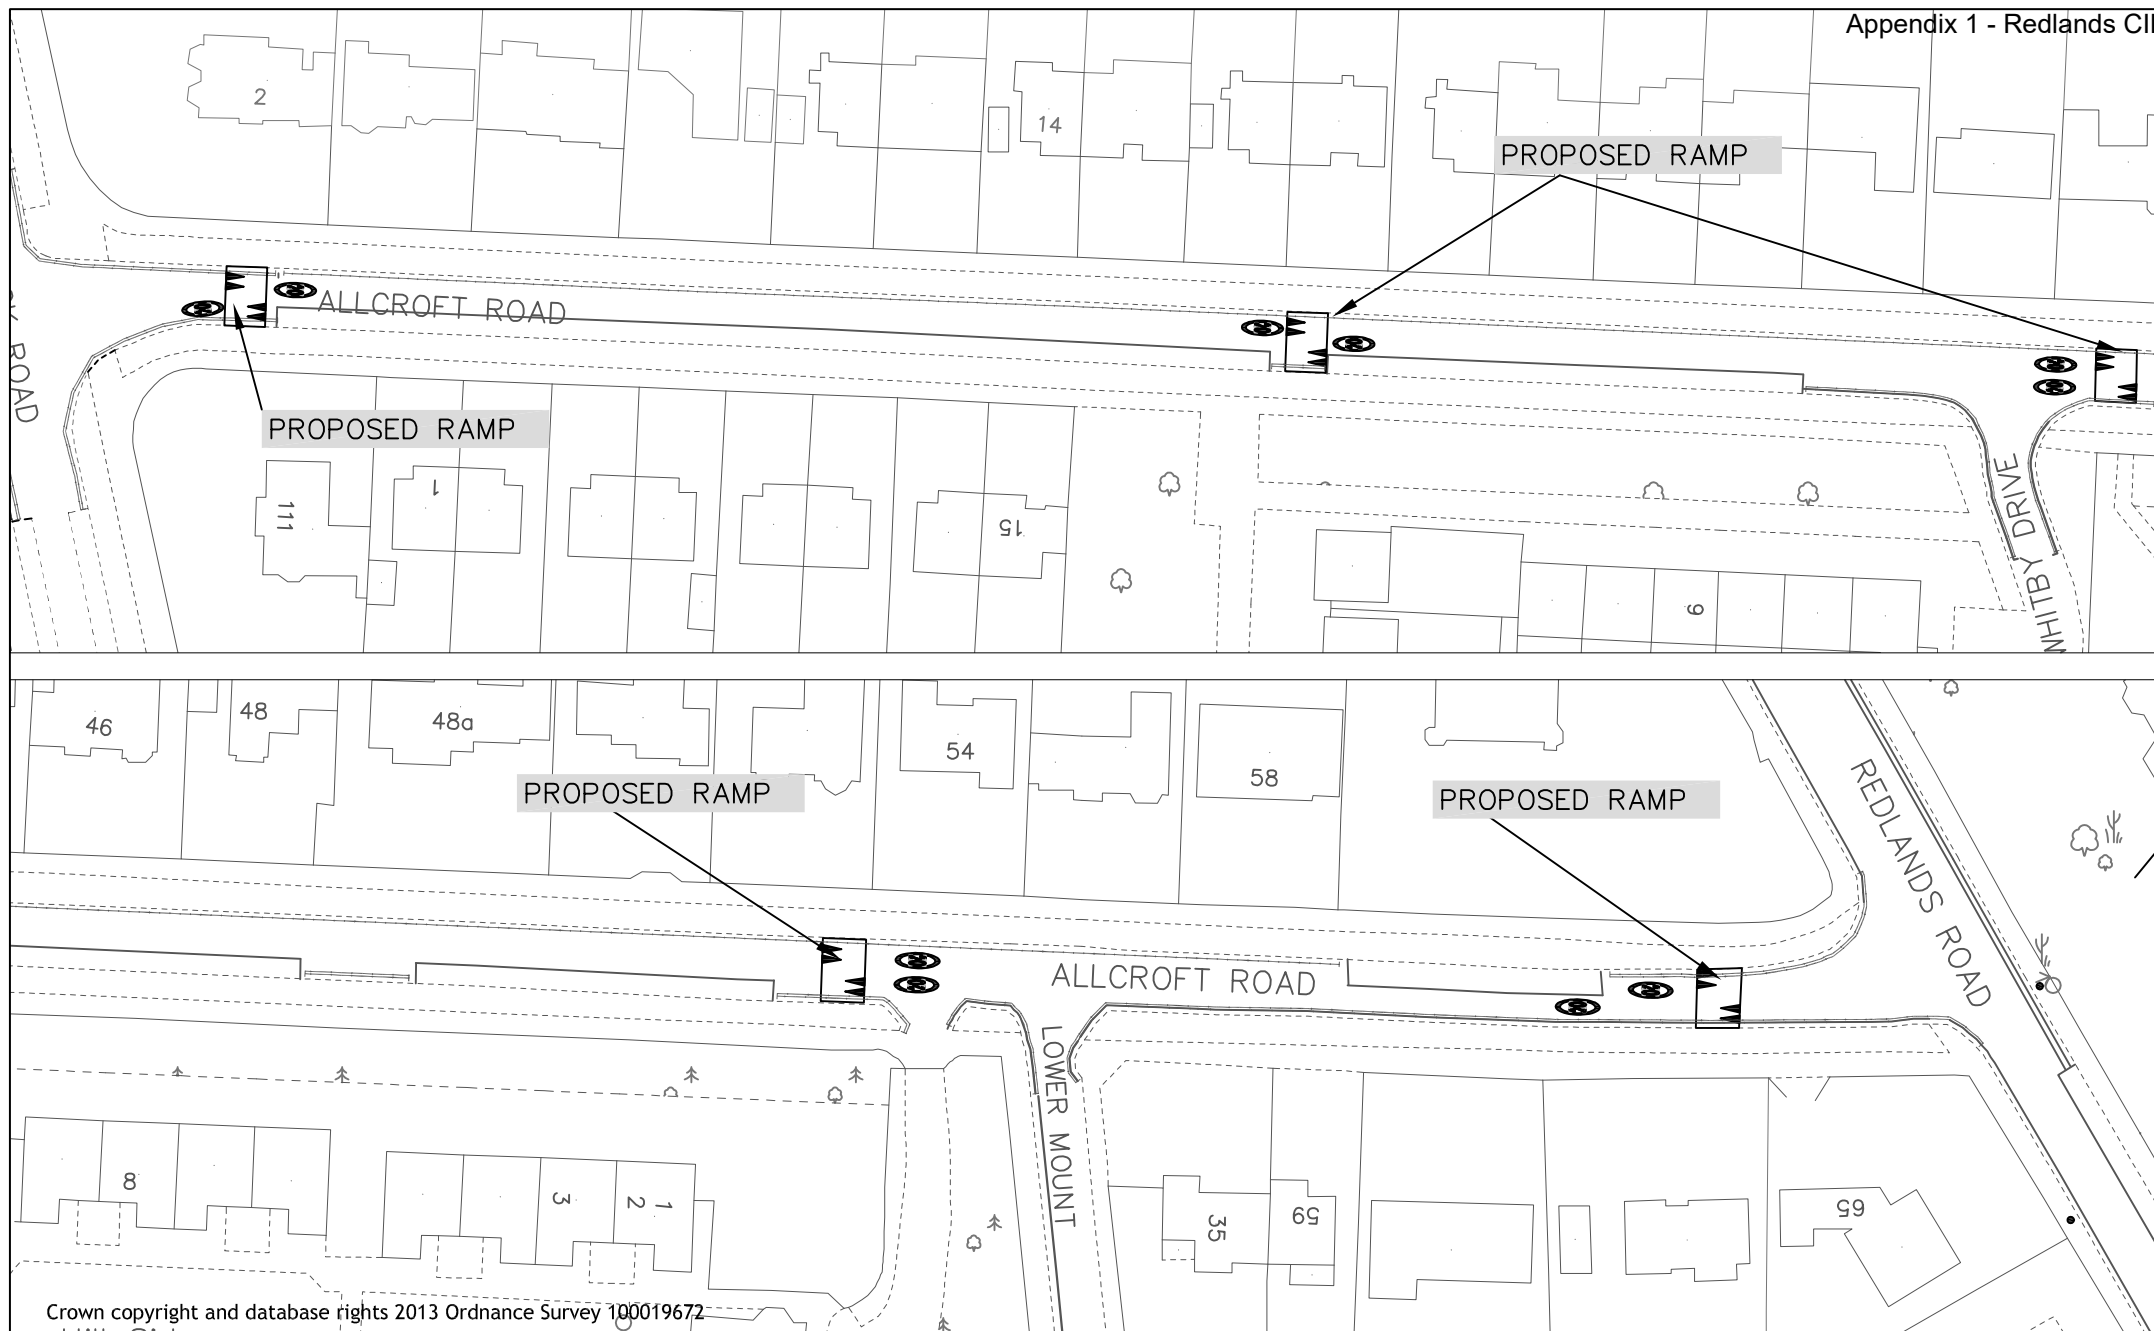 Appendix 1 - Redlands CI
2
14
PROPOSED RAMP
ALLCROFT ROAD
ROAD
PROPOSED RAMP
111
1
15
9
WHITBY DRIVE
46
48
48a
54
58
PROPOSED RAMP
PROPOSED RAMP
REDLANDS ROAD
ALLCROFT ROAD
LOWER MOUNT
8
3
2
1
35
59
65
Crown copyright and database rights 2013 Ordnance Survey 100019672